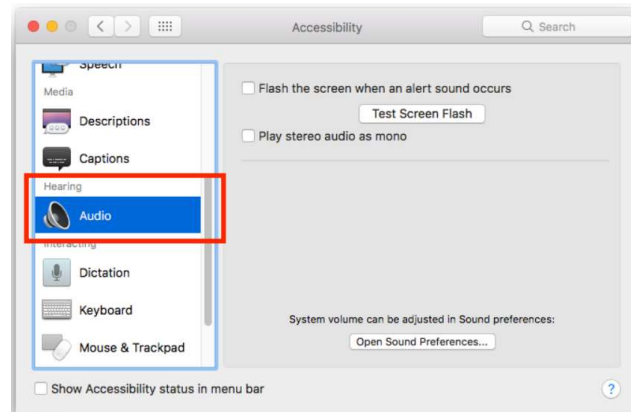 Accessibility
Search
Speech
Media
Descriptions
Captions
Hearing
Audio
Interacting
Dictation
Keyboard
Mouse & Trackpad
Flash the screen when an alert sound occurs
Test Screen Flash
Play stereo audio as mono
System volume can be adjusted in Sound preferences:
Open Sound Preferences...
Show Accessibility status in menu bar
?